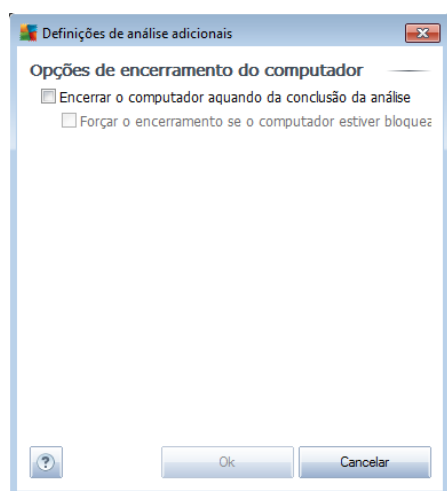 Definições de análise adicionais
Opções de encerramento do computador
Encerrar o computador aquando da conclusão da análise
Forçar o encerramento se o computador estiver bloquea
?
Ok
Cancelar